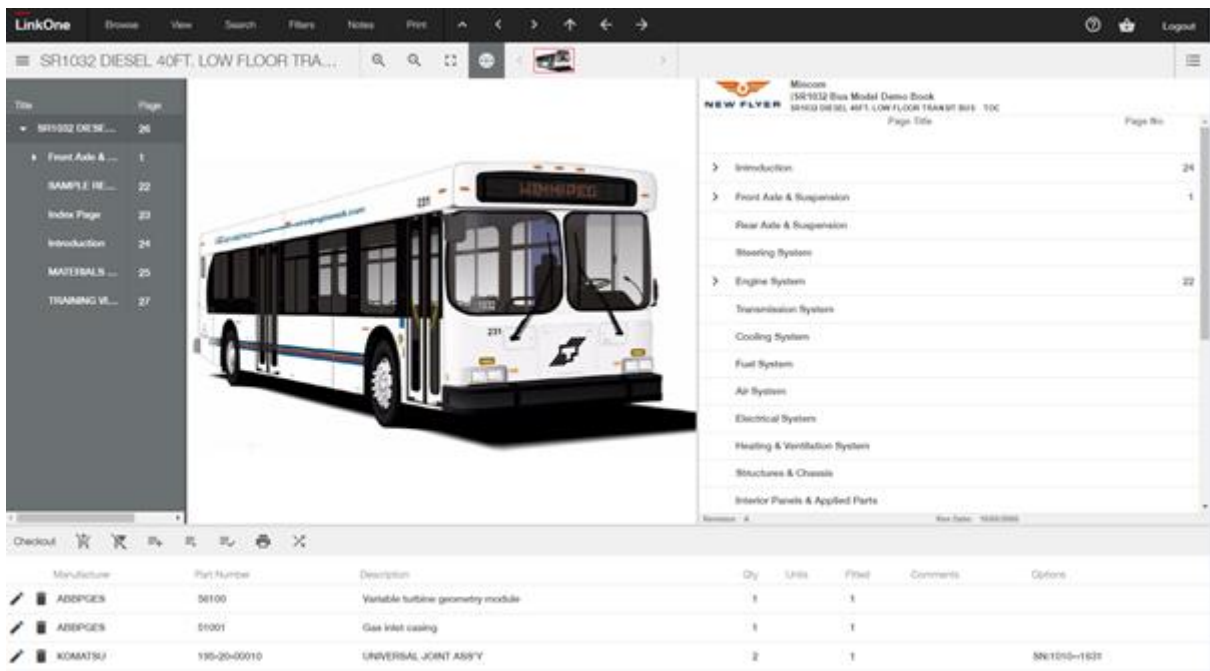 LinkOne Browse View Search Filters Notes Print Logout
SR1032 DIESEL 40FT. LOW FLOOR TRA...
Title Page
SR1032 DIESE... 26
Front Axle & ... 1
SAMPLE RE... 22
Index Page 23
Introduction 24
MATERIALS ... 25
TRAINING VI... 27
WINNIPEG
231
1032
231
NEW FLYER
Mincom
SR1032 Bus Model Demo Book
SR1032 DIESEL 40FT. LOW FLOOR TRANSIT BUS TOC
Page Title Page No
Introduction 24
Front Axle & Suspension 1
Rear Axle & Suspension
Steering System
Engine System 22
Transmission System
Cooling System
Fuel System
Air System
Electrical System
Heating & Ventilation System
Structures & Chassis
Interior Panels & Applied Parts
Revision: A Rev Date:
Checkout
Manufacturer Part Number Description Qty Units Fitted Comments Options
ABBPGES 56100 Variable turbine geometry module 1 1
ABBPGES 51001 Gas inlet casing 1 1
KOMATSU 195-20-00010 UNIVERSAL JOINT ASS'Y 2 1 SN:1010~1631